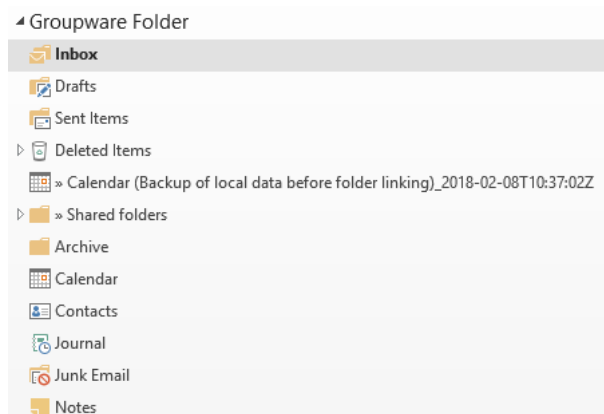 Groupware Folder
Inbox
Drafts
Sent Items
Deleted Items
» Calendar (Backup of local data before folder linking)_2018-02-08T10:37:02Z
» Shared folders
Archive
Calendar
Contacts
Journal
Junk Email
Notes